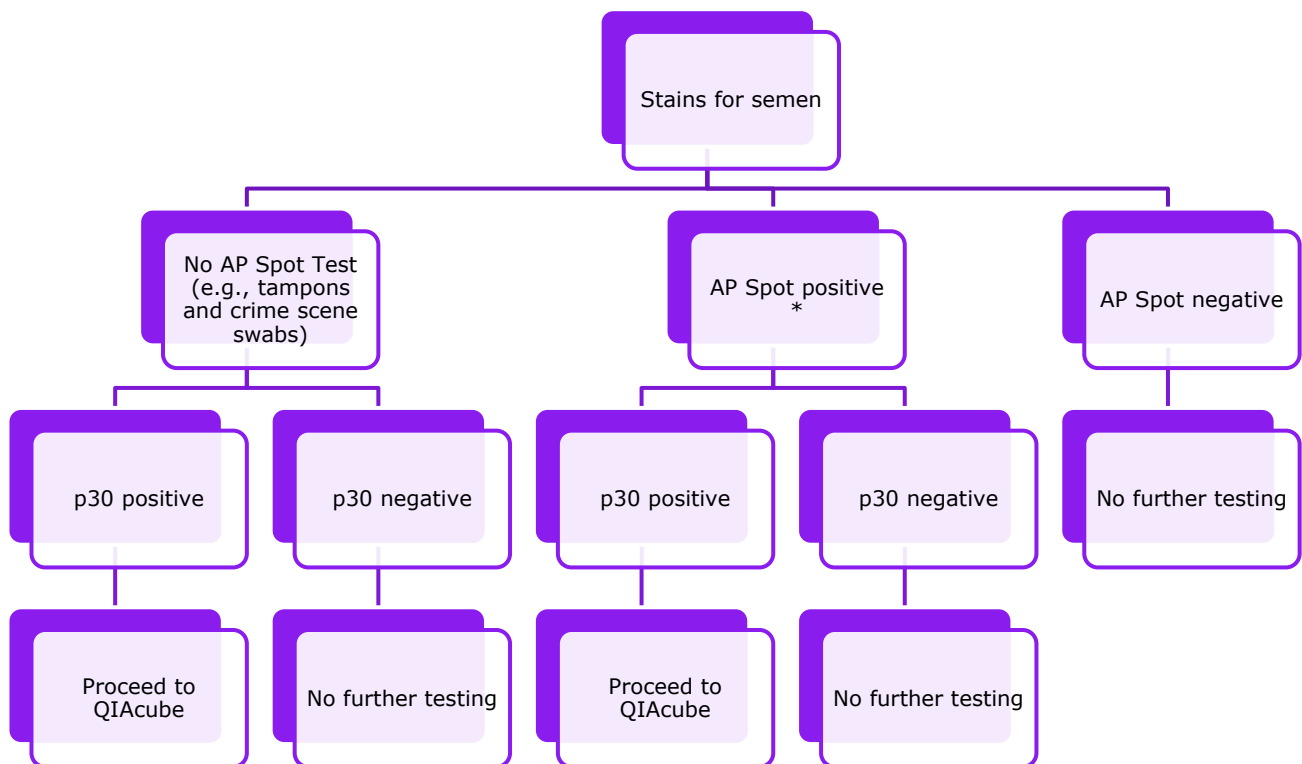 Stains for semen
No AP Spot Test
(e.g., tampons
and crime scene
swabs)
AP Spot positive
*
AP Spot negative
p30 positive
p30 negative
p30 positive
p30 negative
No further testing
Proceed to
QIAcube
No further testing
Proceed to
QIAcube
No further testing